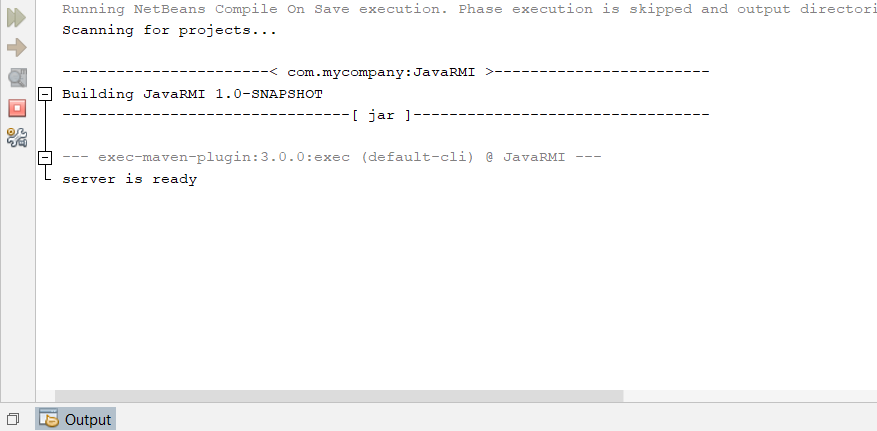 Running NetBeans Compile On Save execution. Phase execution is skipped and output directori
Scanning for projects...
-----------------------< com.mycompany:JavaRMI >------------------------
Building JavaRMI 1.0-SNAPSHOT
--------------------------------[ jar ]---------------------------------
--- exec-maven-plugin:3.0.0:exec (default-cli) @ JavaRMI ---
server is ready
Output